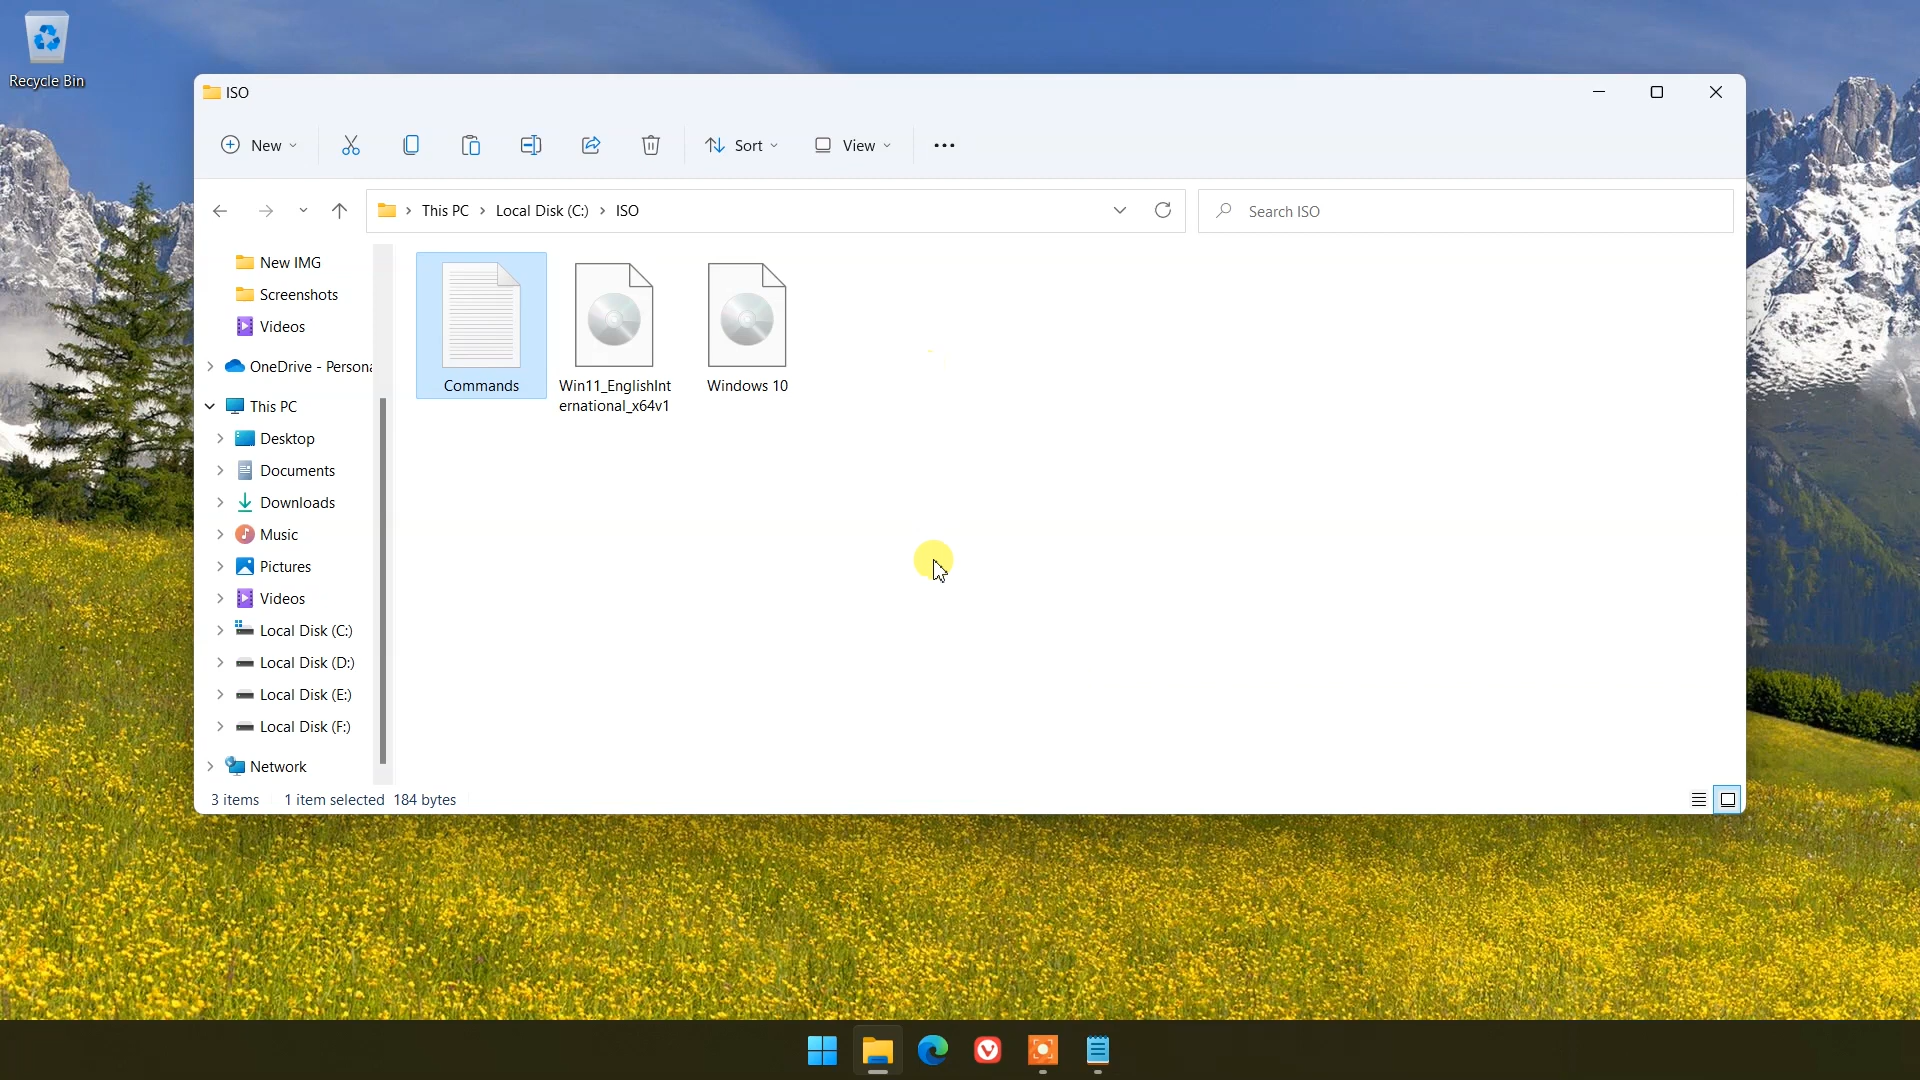 Recycle Bin
ISO
New
Sort
View
This PC
Local Disk (C:)
ISO
Search ISO
New IMG
Screenshots
Videos
OneDrive - Persona
This PC
Desktop
Documents
Downloads
Music
Pictures
Videos
Local Disk (C:)
Local Disk (D:)
Local Disk (E:)
Local Disk (F:)
Network
Commands
Win11_EnglishInt
ernational_x64v1
Windows 10
3 items
1 item selected 184 bytes